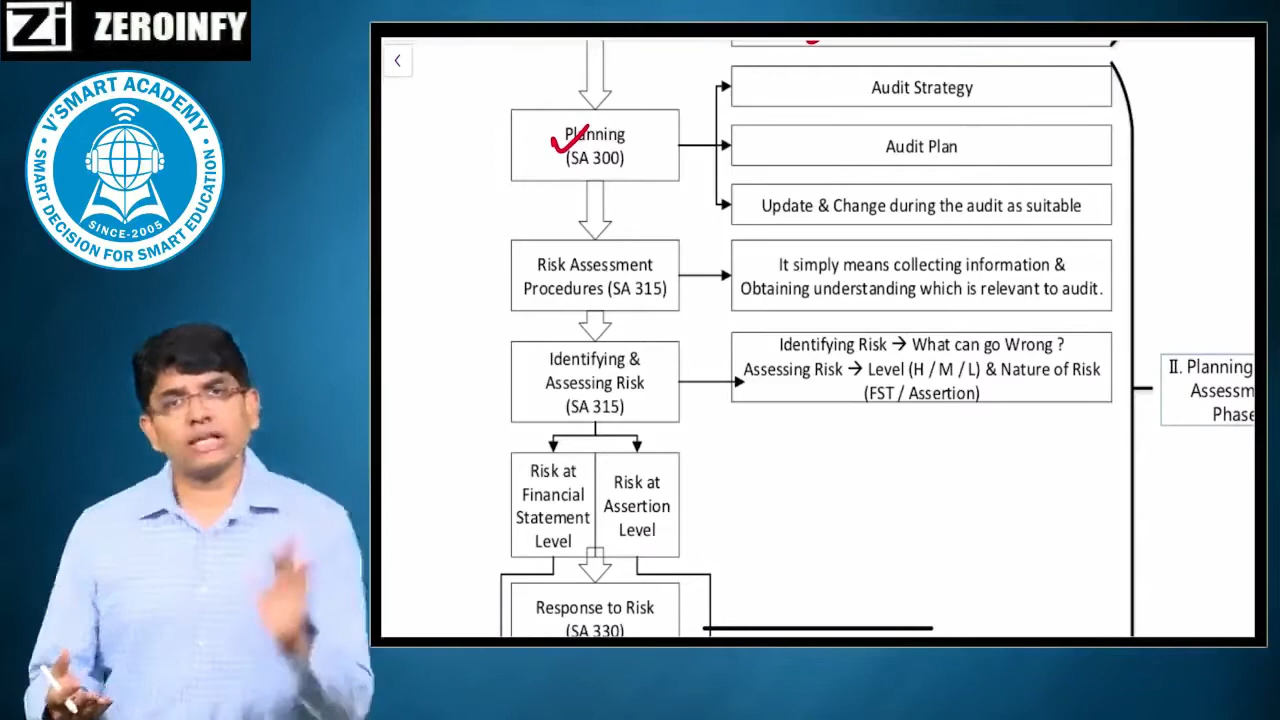 Zi ZEROINFY
V'SMART ACADEMY
SMART DECISION FOR SMART EDUCATION
SINCE-2005
Planning
(SA 300)
Audit Strategy
Audit Plan
Update & Change during the audit as suitable
Risk Assessment
Procedures (SA 315)
It simply means collecting information &
Obtaining understanding which is relevant to audit.
Identifying &
Assessing Risk
(SA 315)
Identifying Risk → What can go Wrong ?
Assessing Risk → Level (H / M / L) & Nature of Risk
(FST / Assertion)
II. Planning
Assessm
Phase
Risk at
Financial
Statement
Level
Risk at
Assertion
Level
Response to Risk
(SA 330)